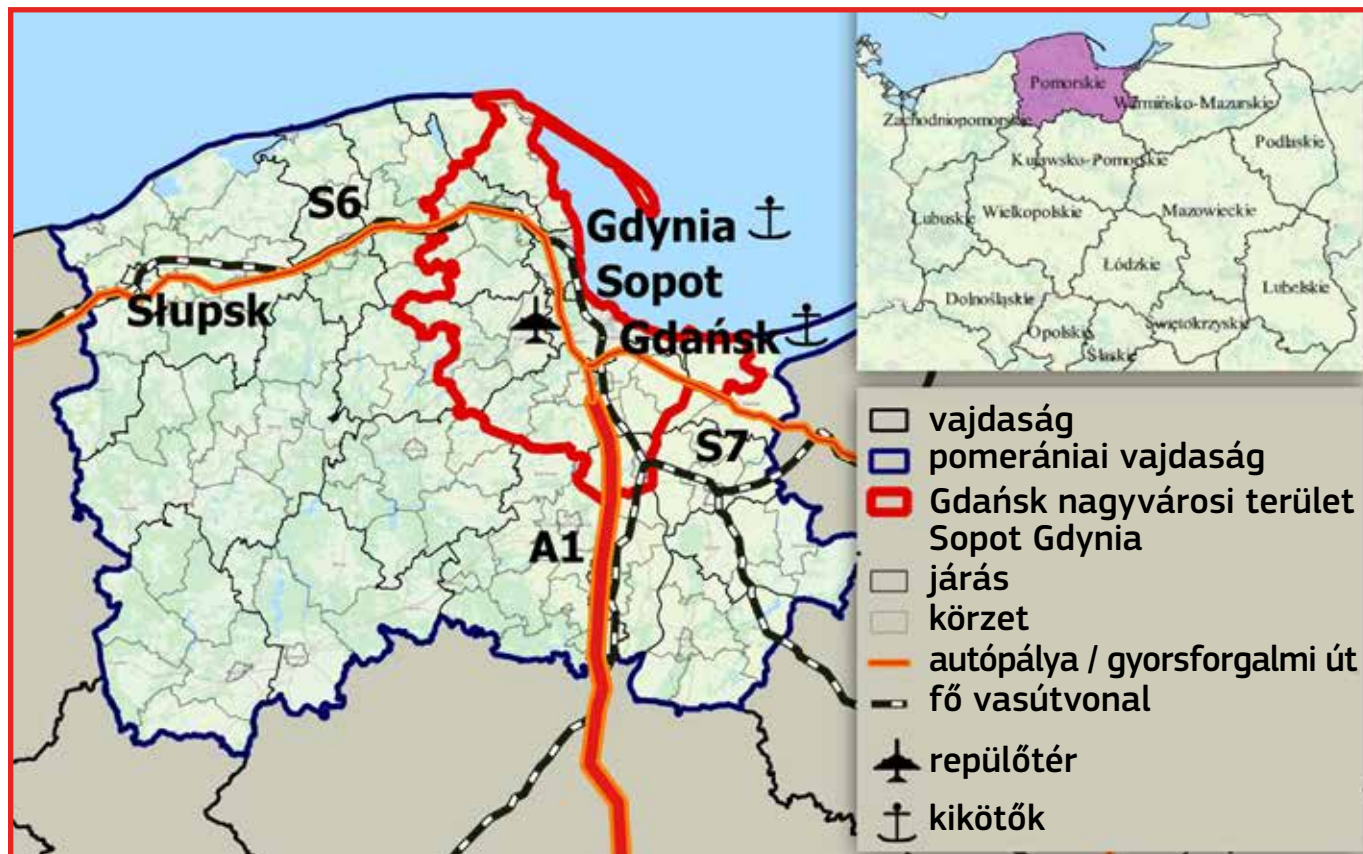 S6
Słupsk
Gdynia
Sopot
Gdańsk
S7
A1
Pomorskie
Warmińsko-Mazurskie
Zachodniopomorskie
Podlaskie
Kujawsko-Pomorskie
Lubuskie
Wielkopolskie
Mazowieckie
Łódzkie
Lubelskie
Dolnośląskie
Opolskie
Świętokrzyskie
Śląskie
vajdaság
pomerániai vajdaság
Gdańsk nagyvárosi terület
Sopot Gdynia
járás
körzet
autópálya / gyorsforgalmi út
fő vasútvonal
repülőtér
kikötők